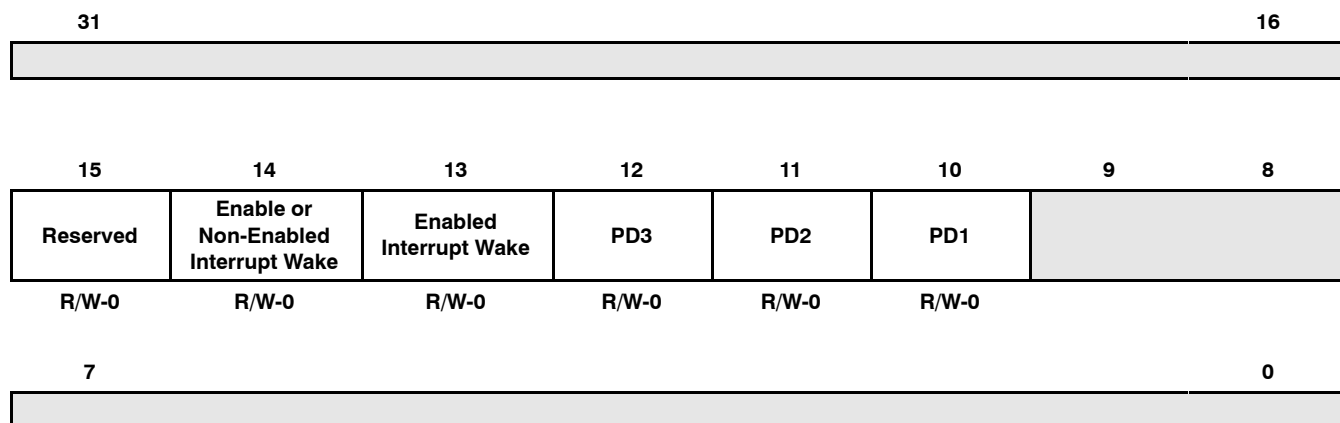 31 16
15 14 13 12 11 10 9 8
Reserved Enable or Non-Enabled Interrupt Wake Enabled Interrupt Wake PD3 PD2 PD1
R/W-0 R/W-0 R/W-0 R/W-0 R/W-0 R/W-0
7 0